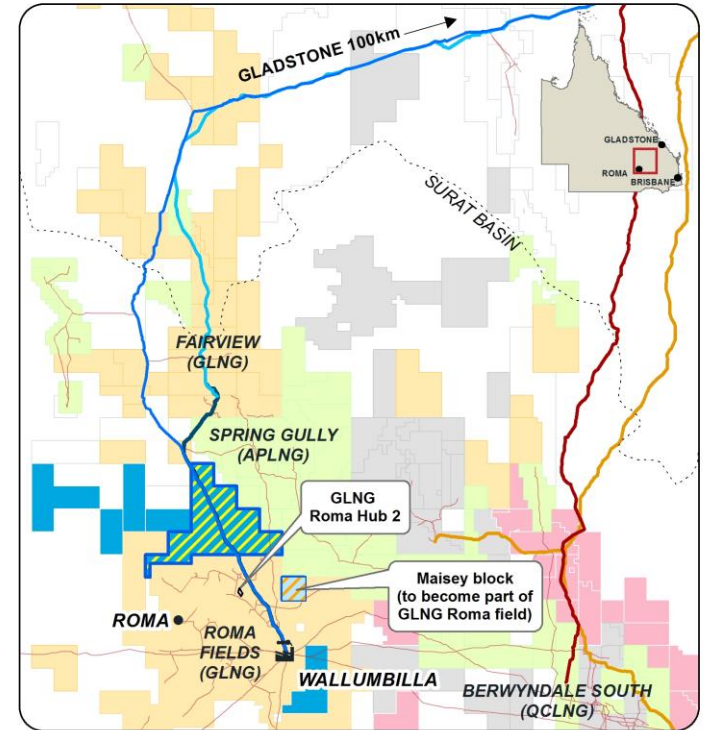 GLADSTONE 100km
GLADSTONE
ROMA
BRISBANE
SURAT BASIN
FAIRVIEW
(GLNG)
SPRING GULLY
(APLNG)
GLNG
Roma Hub 2
Maisey block
(to become part of
GLNG Roma field)
ROMA
ROMA
FIELDS
(GLNG)
WALLUMBILLA
BERWYNDALE SOUTH
(QCLNG)